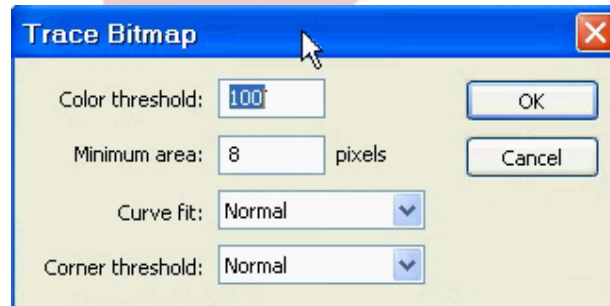 Trace Bitmap
Color threshold: 100 OK
Minimum area: 8 pixels Cancel
Curve fit: Normal
Corner threshold: Normal